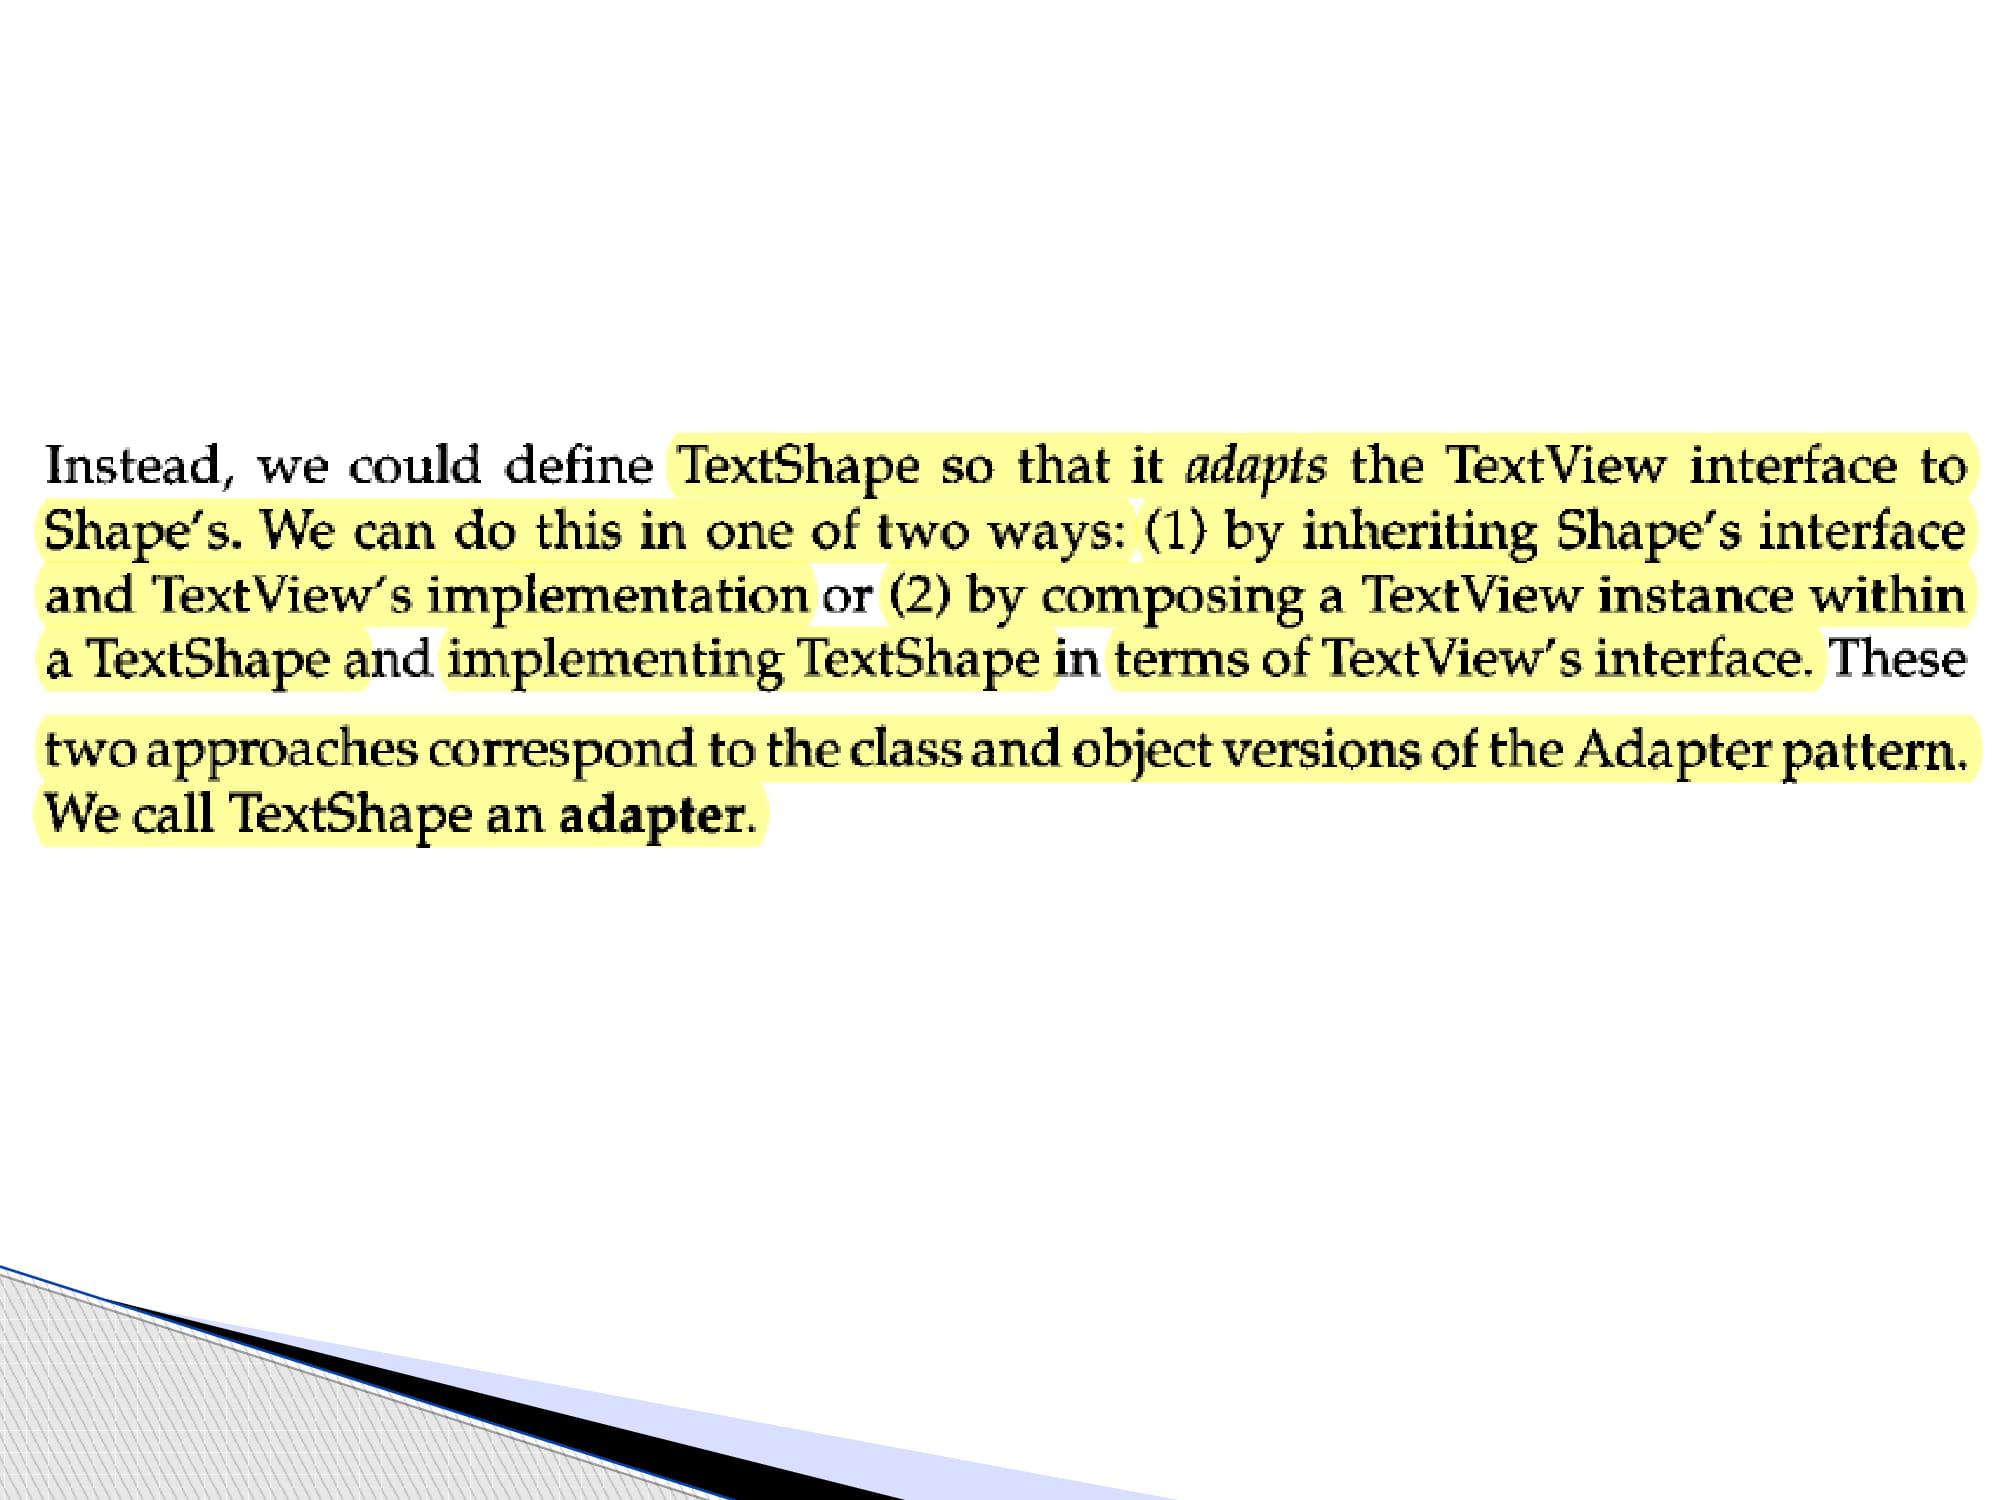 Instead, we could define TextShape so that it adapts the TextView interface to
Shape's. We can do this in one of two ways: (1) by inheriting Shape's interface
and TextView's implementation or (2) by composing a TextView instance within
a TextShape and implementing TextShape in terms of TextView's interface. These
two approaches correspond to the class and object versions of the Adapter pattern.
We call TextShape an adapter.